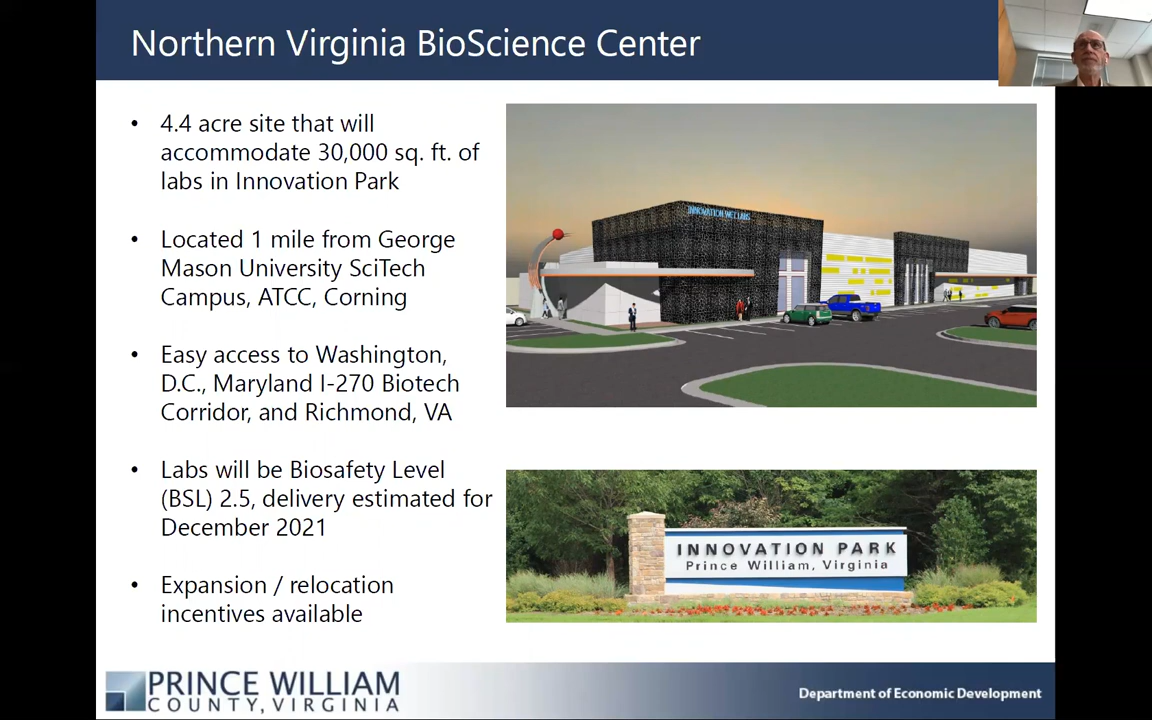 Northern Virginia BioScience Center
• 4.4 acre site that will
accommodate 30,000 sq. ft. of
labs in Innovation Park
• Located 1 mile from George
Mason University SciTech
Campus, ATCC, Corning
• Easy access to Washington,
D.C., Maryland I-270 Biotech
Corridor, and Richmond, VA
• Labs will be Biosafety Level
(BSL) 2.5, delivery estimated for
December 2021
• Expansion / relocation
incentives available
INNOVATION WET LABS
INNOVATION PARK
Prince William, Virginia
PRINCE WILLIAM
COUNTY, VIRGINIA
Department of Economic Development